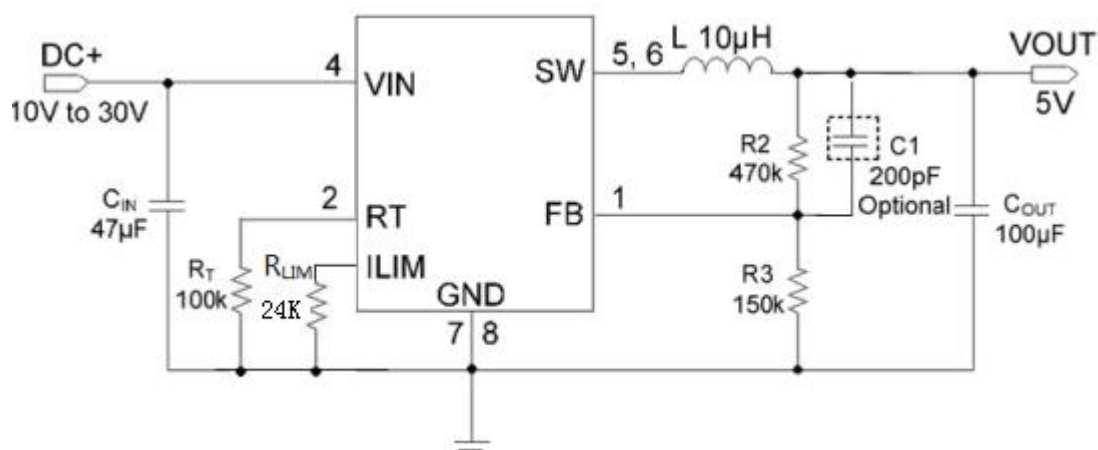 DC+
10V to 30V
4
VIN
SW
5, 6
L 10µH
VOUT
5V
CIN
47µF
2
RT
FB
1
R2
470k
C1
200pF
Optional
COUT
100µF
RT
100k
RLIM
24K
ILIM
GND
7
8
R3
150k